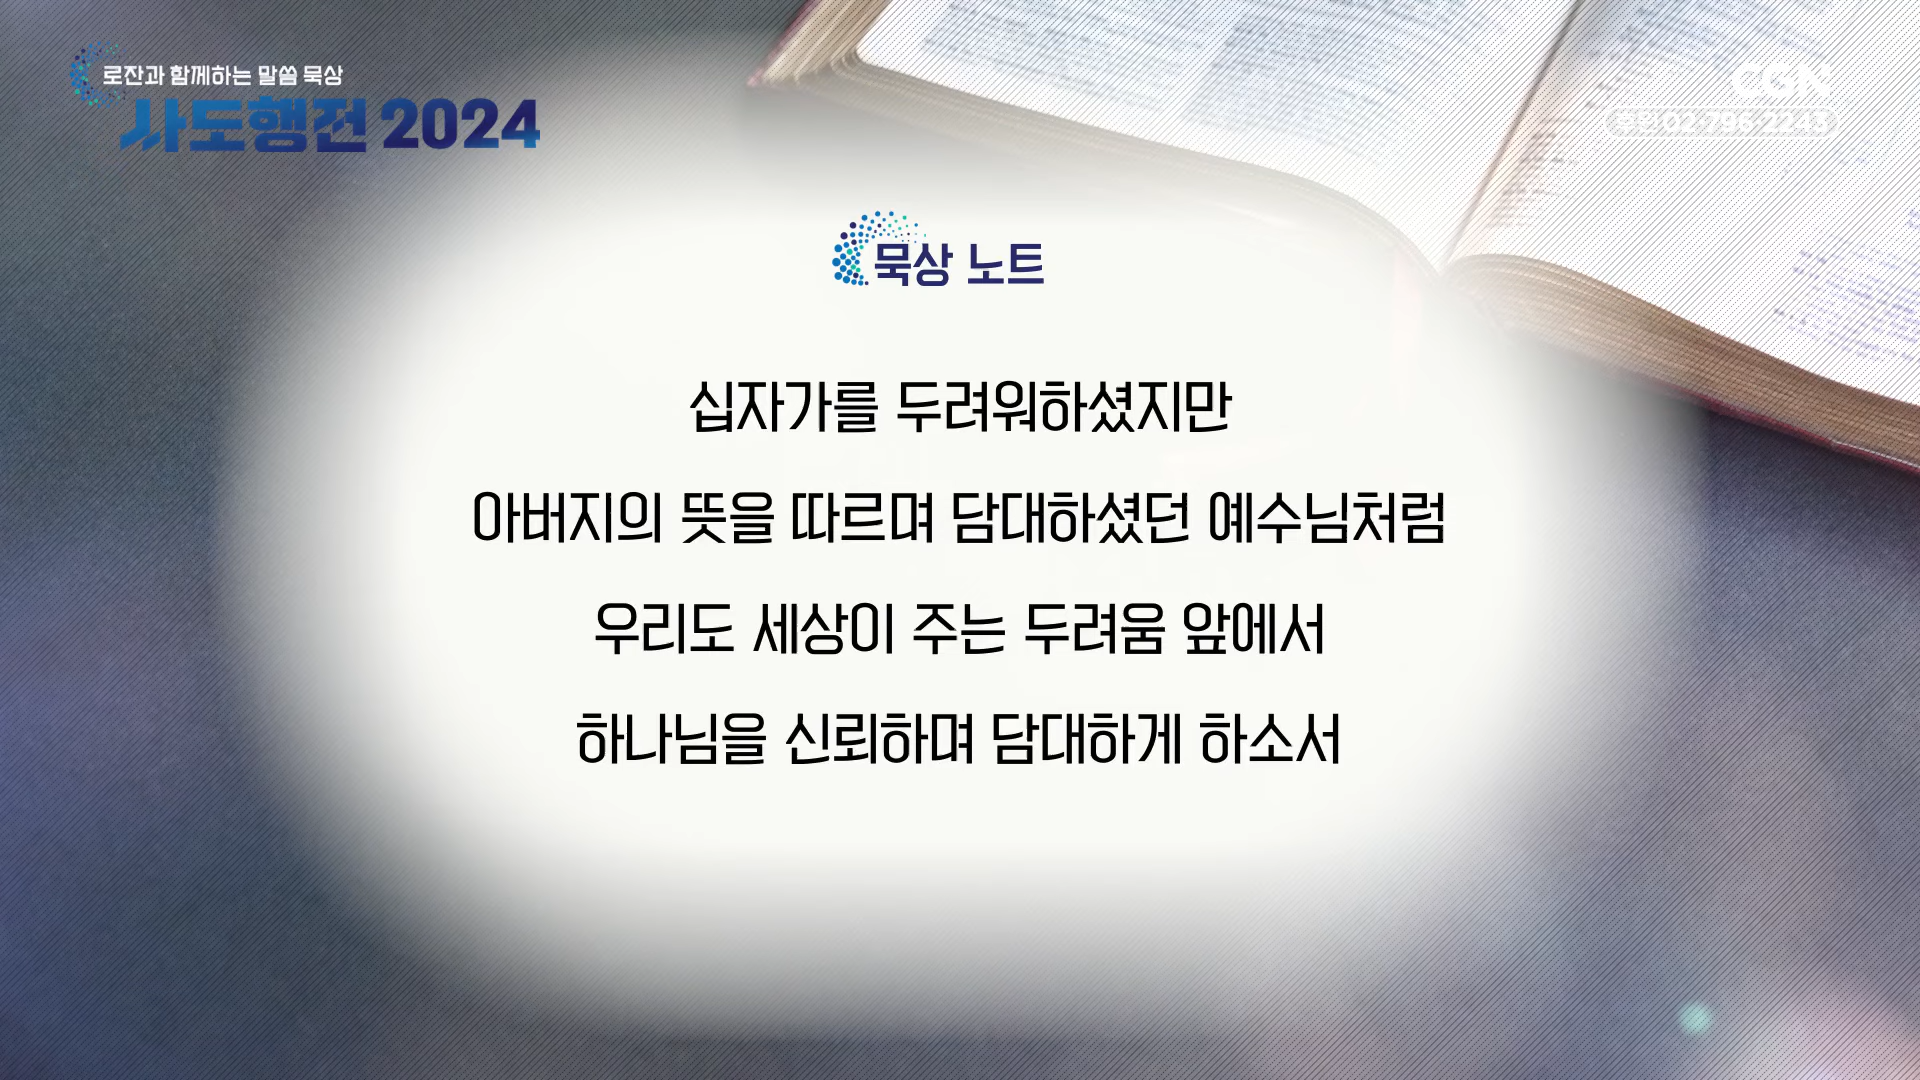 로잔과 함께하는 말씀 묵상
사도행전 2024
CGN
후원 02-796-2243
묵상 노트
십자가를 두려워하셨지만
아버지의 뜻을 따르며 담대하셨던 예수님처럼
우리도 세상이 주는 두려움 앞에서
하나님을 신뢰하며 담대하게 하소서